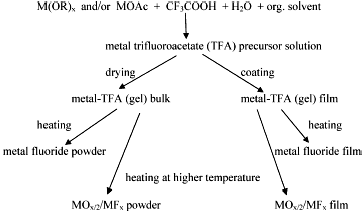 M(OR)ₓ and/or MOAc + CF₃COOH + H₂O + org. solvent
metal trifluoroacetate (TFA) precursor solution
drying coating
metal-TFA (gel) bulk metal-TFA (gel) film
heating heating
metal fluoride powder metal fluoride film
heating at higher temperature
MOₓ/₂/MFₓ powder MOₓ/₂/MFₓ film